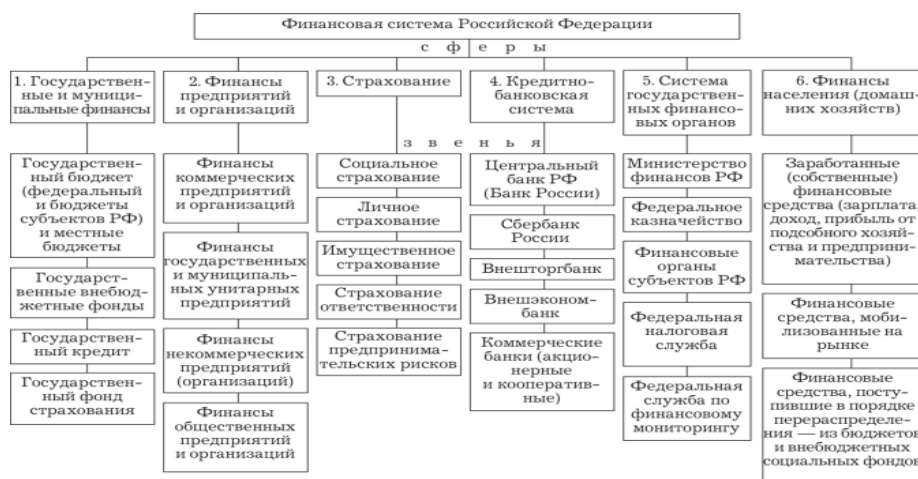 Финансовая система Российской Федерации
сферы
1. Государствен-
ные и муници-
пальные финансы
2. Финансы
предприятий
и организаций
3. Страхование
4. Кредитно-
банковская
система
5. Система
государствен-
ных финансо-
вых органов
6. Финансы
населения (домаш-
них хозяйств)
звенья
Государствен-
ный бюджет
(федеральный
и бюджеты
субъектов РФ)
и местные
бюджеты
Государст-
венные внебюд-
жетные фонды
Государствен-
ный кредит
Государствен-
ный фонд
страхования
Финансы
коммерческих
предприятий
и организаций
Финансы
государственных
и муниципаль-
ных унитарных
предприятий
Финансы
некоммерческих
предприятий
(организаций)
Финансы
общественных
предприятий
и организаций
Социальное
страхование
Личное
страхование
Имущественное
страхование
Страхование
ответственности
Страхование
предпринима-
тельских рисков
Центральный
банк РФ
(Банк России)
Сбербанк
России
Внешторгбанк
Внешэконом-
банк
Коммерческие
банки (акцио-
нерные
и кооператив-
ные)
Министерство
финансов РФ
Федеральное
казначейство
Финансовые
органы
субъектов РФ
Федеральная
налоговая
служба
Федеральная
служба по
финансовому
мониторингу
Заработанные
(собственные)
финансовые
средства (зарплата,
доход, прибыль от
подсобного хозяй-
ства и предприни-
мательства)
Финансовые
средства, моби-
лизованные на
рынке
Финансовые
средства, посту-
пившие в порядке
перераспределе-
ния — из бюджетов
и внебюджетных
социальных фондов